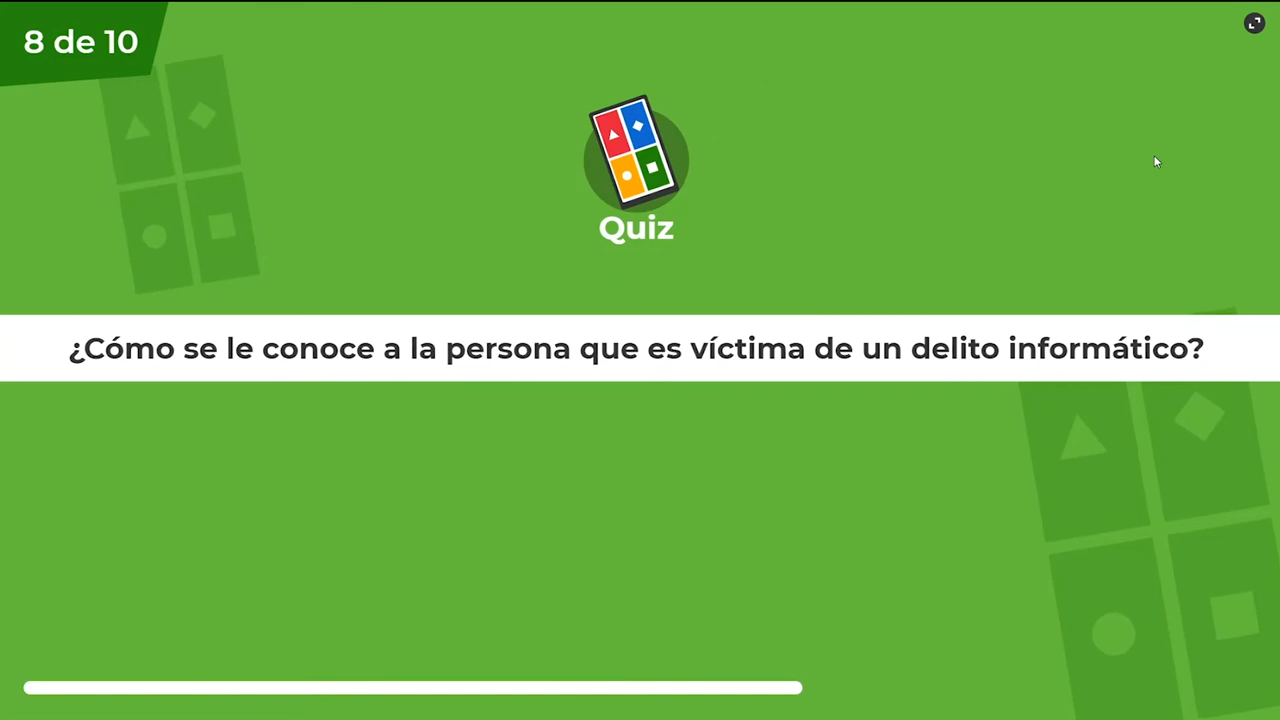 8 de 10
Quiz
¿Cómo se le conoce a la persona que es víctima de un delito informático?